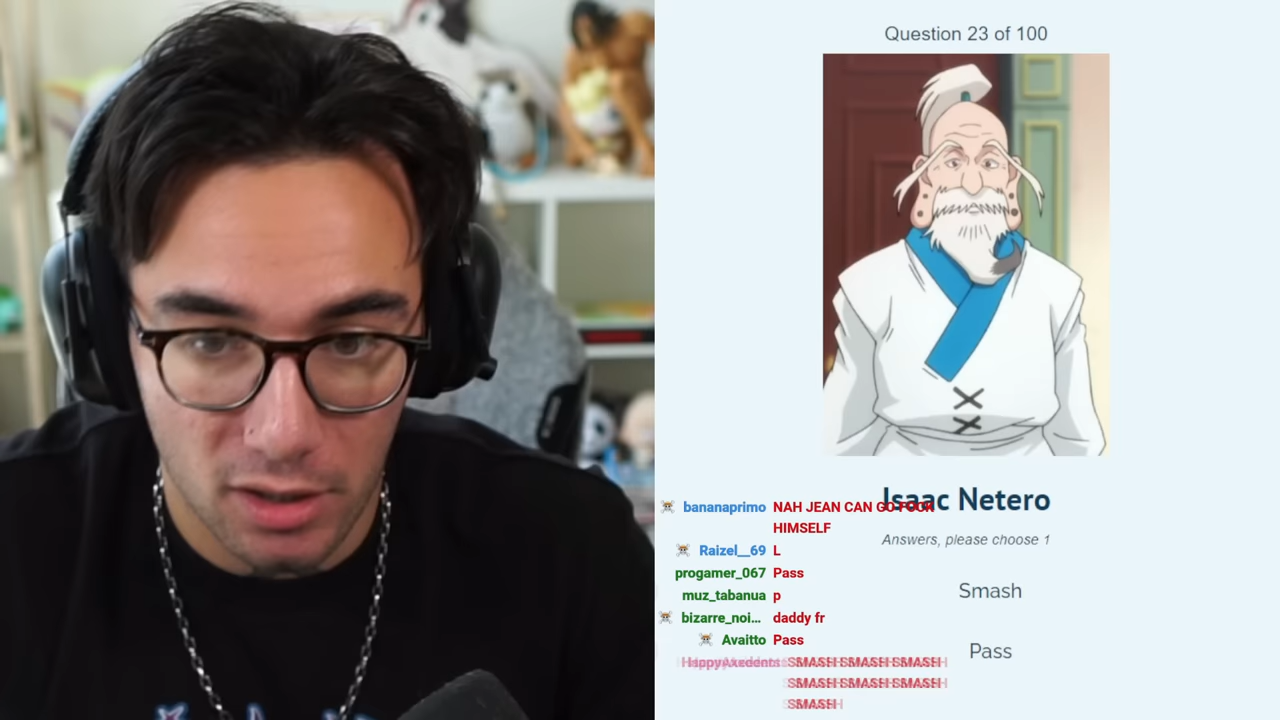 Question 23 of 100
Isaac Netero
Answers, please choose 1
Smash
Pass
bananaprimo NAH JEAN CAN GO
HIMSELF
Raizel__69 L
progamer_067 Pass
muz_tabanua p
bizarre_noi... daddy fr
Avaitto Pass
SMASH SMASH SMASH
SMASH SMASH SMASH
SMASH